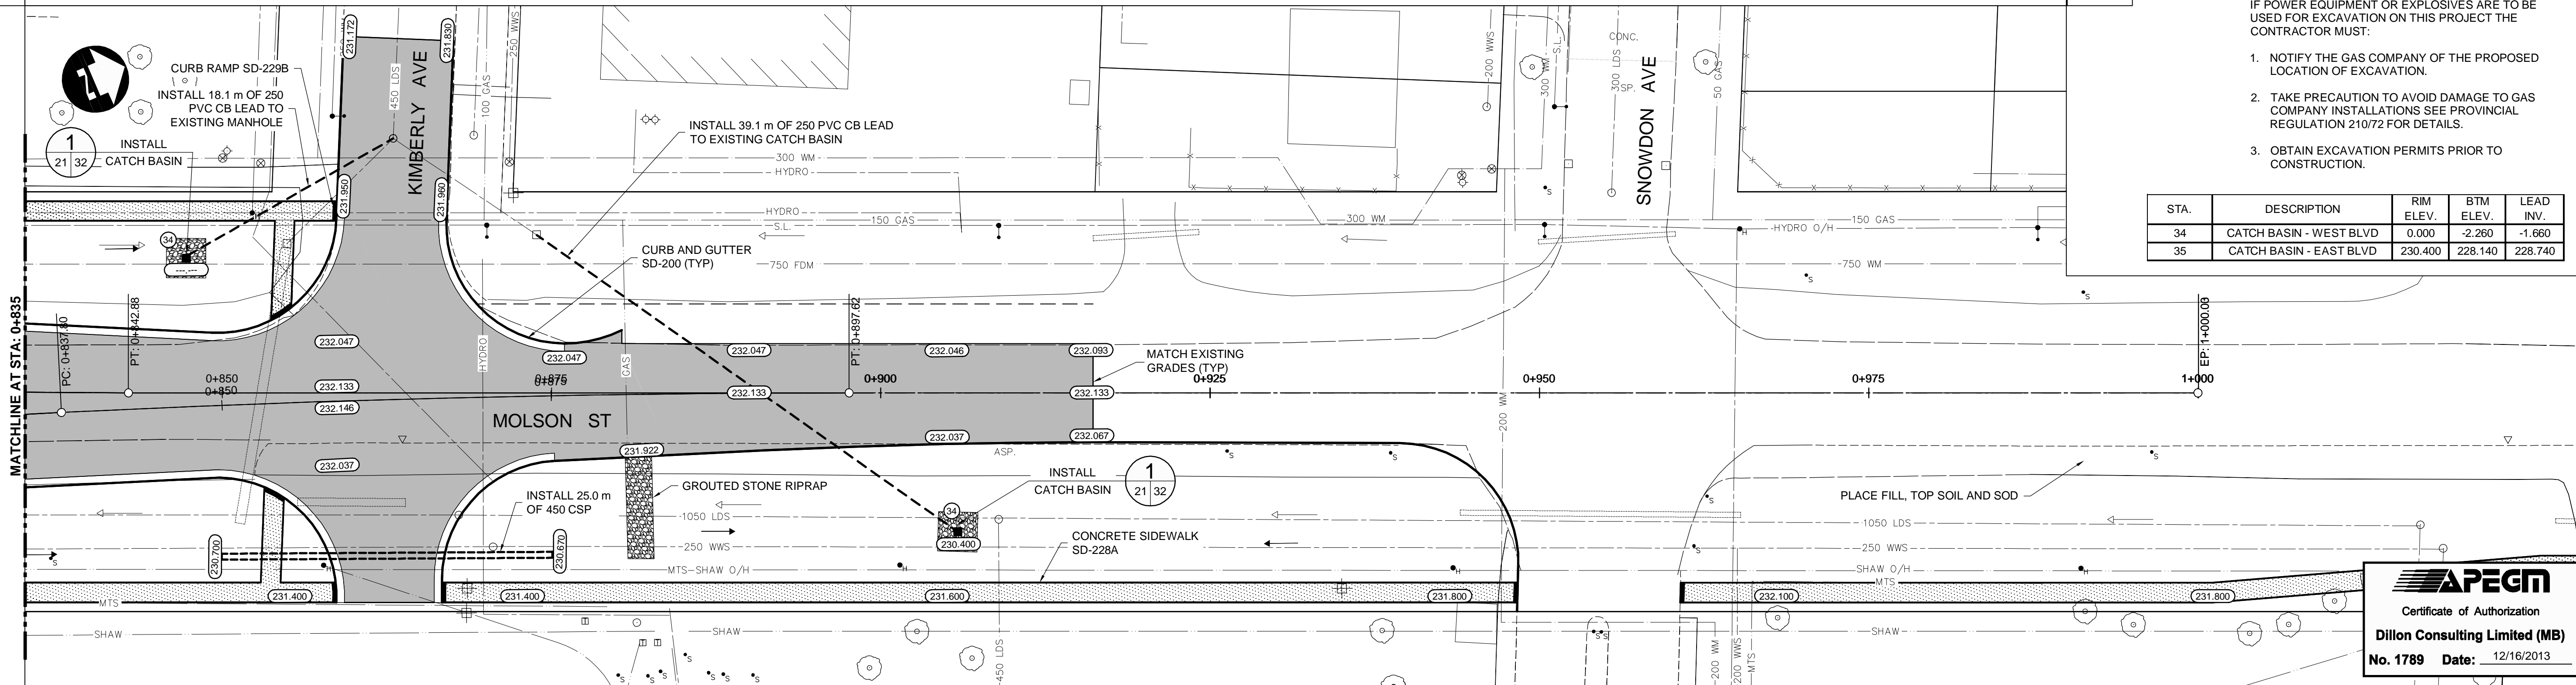 IF POWER EQUIPMENT OR EXPLOSIVES ARE TO BE
USED FOR EXCAVATION ON THIS PROJECT THE
CONTRACTOR MUST:
1. NOTIFY THE GAS COMPANY OF THE PROPOSED
LOCATION OF EXCAVATION.
2. TAKE PRECAUTION TO AVOID DAMAGE TO GAS
COMPANY INSTALLATIONS SEE PROVINCIAL
REGULATION 210/72 FOR DETAILS.
3. OBTAIN EXCAVATION PERMITS PRIOR TO
CONSTRUCTION.
STA. DESCRIPTION RIM ELEV. BTM ELEV. LEAD INV.
34 CATCH BASIN - WEST BLVD 0.000 -2.260 -1.660
35 CATCH BASIN - EAST BLVD 230.400 228.140 228.740
231.172
231.830
450 LDS
KIMBERLY AVE
100 GAS
250 WWS
CURB RAMP SD-229B
INSTALL 18.1 m OF 250
PVC CB LEAD TO
EXISTING MANHOLE
1
21 32
INSTALL
CATCH BASIN
INSTALL 39.1 m OF 250 PVC CB LEAD
TO EXISTING CATCH BASIN
300 WM
HYDRO
200 WWS
300 WM
S.L.
CONC.
300 LDS
SNOWDON AVE
50 GAS
231.950
231.960
HYDRO
S.L.
150 GAS
300 WM
150 GAS
HYDRO O/H
H
S
34
---.---
CURB AND GUTTER
SD-200 (TYP)
750 FDM
750 WM
S
S
MATCHLINE AT STA: 0+835
PC: 0+837.80
PT: 0+842.88
PT: 0+897.62
EP: 1+000.03
232.047
232.047
232.047
232.046
232.093
MATCH EXISTING
GRADES (TYP)
HYDRO
GAS
0+850
0+850
0+875
0+875
0+900
0+925
0+950
0+975
1+000
232.133
232.146
232.133
232.133
MOLSON ST
200 WM
232.037
231.922
232.037
232.067
ASP.
S
S
S
GROUTED STONE RIPRAP
INSTALL
CATCH BASIN
1
21 32
INSTALL 25.0 m
OF 450 CSP
PLACE FILL, TOP SOIL AND SOD
S
34
230.400
1050 LDS
1050 LDS
250 WWS
250 WWS
CONCRETE SIDEWALK
SD-228A
S
S
230.700
230.670
H
MTS-SHAW O/H
H
H
SHAW O/H
H
MTS
231.400
231.400
231.600
231.800
232.100
231.800
MTS
SHAW
SHAW
SHAW
S S
450 LDS
200 WM
200 WWS
MTS
S
S
S
S
S
S
S
APEGM
Certificate of Authorization
Dillon Consulting Limited (MB)
No. 1789 Date: 12/16/2013